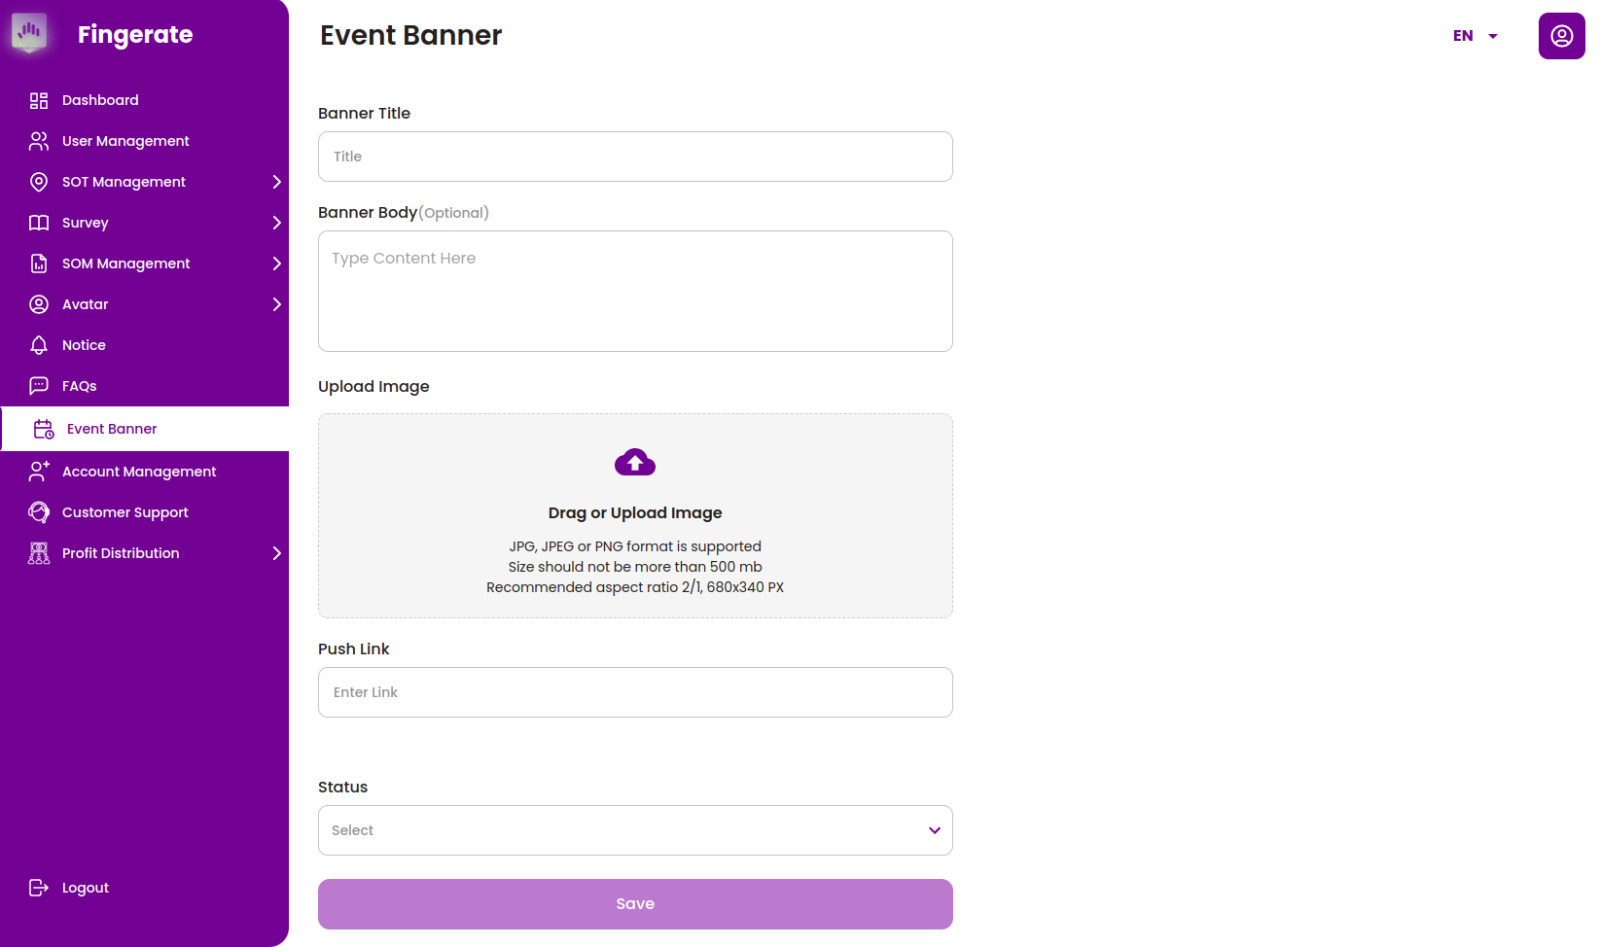 Fingerate
Dashboard
User Management
SOT Management
Survey
SOM Management
Avatar
Notice
FAQs
Event Banner
Account Management
Customer Support
Profit Distribution
Logout
Event Banner
EN
Banner Title
Title
Banner Body(Optional)
Type Content Here
Upload Image
Drag or Upload Image
JPG, JPEG or PNG format is supported
Size should not be more than 500 mb
Recommended aspect ratio 2/1, 680x340 PX
Push Link
Enter Link
Status
Select
Save